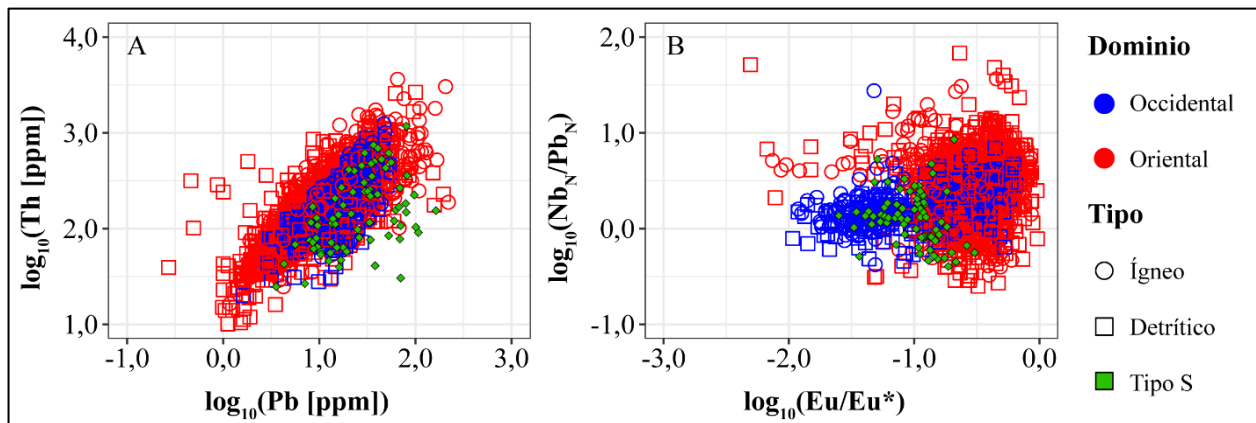 A
log₁₀(Th [ppm])
4,0
3,0
2,0
1,0
-1,0 0,0 1,0 2,0 3,0
log₁₀(Pb [ppm])
B
log₁₀(Nb_N/Pb_N)
2,0
1,0
0,0
-1,0
-3,0 -2,0 -1,0 0,0
log₁₀(Eu/Eu*)
Dominio
Occidental
Oriental
Tipo
Ígneo
Detrítico
Tipo S